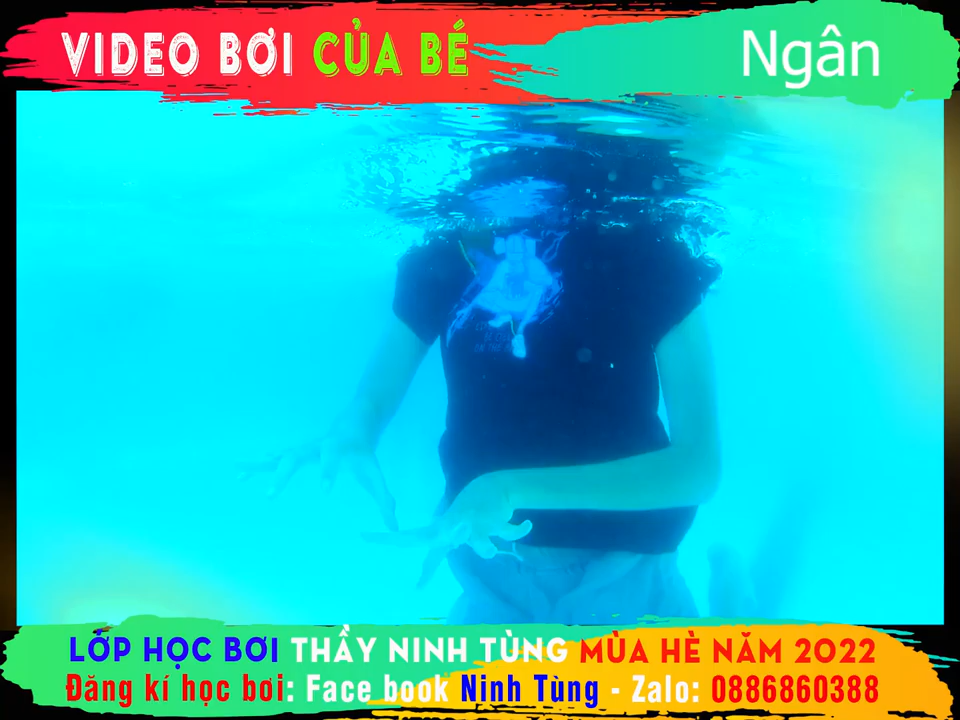 VIDEO BƠI CỦA BÉ
Ngân
LỚP HỌC BƠI THẦY NINH TÙNG MÙA HÈ NĂM 2022
Đăng kí học bơi: Face book Ninh Tùng - Zalo: 0886860388